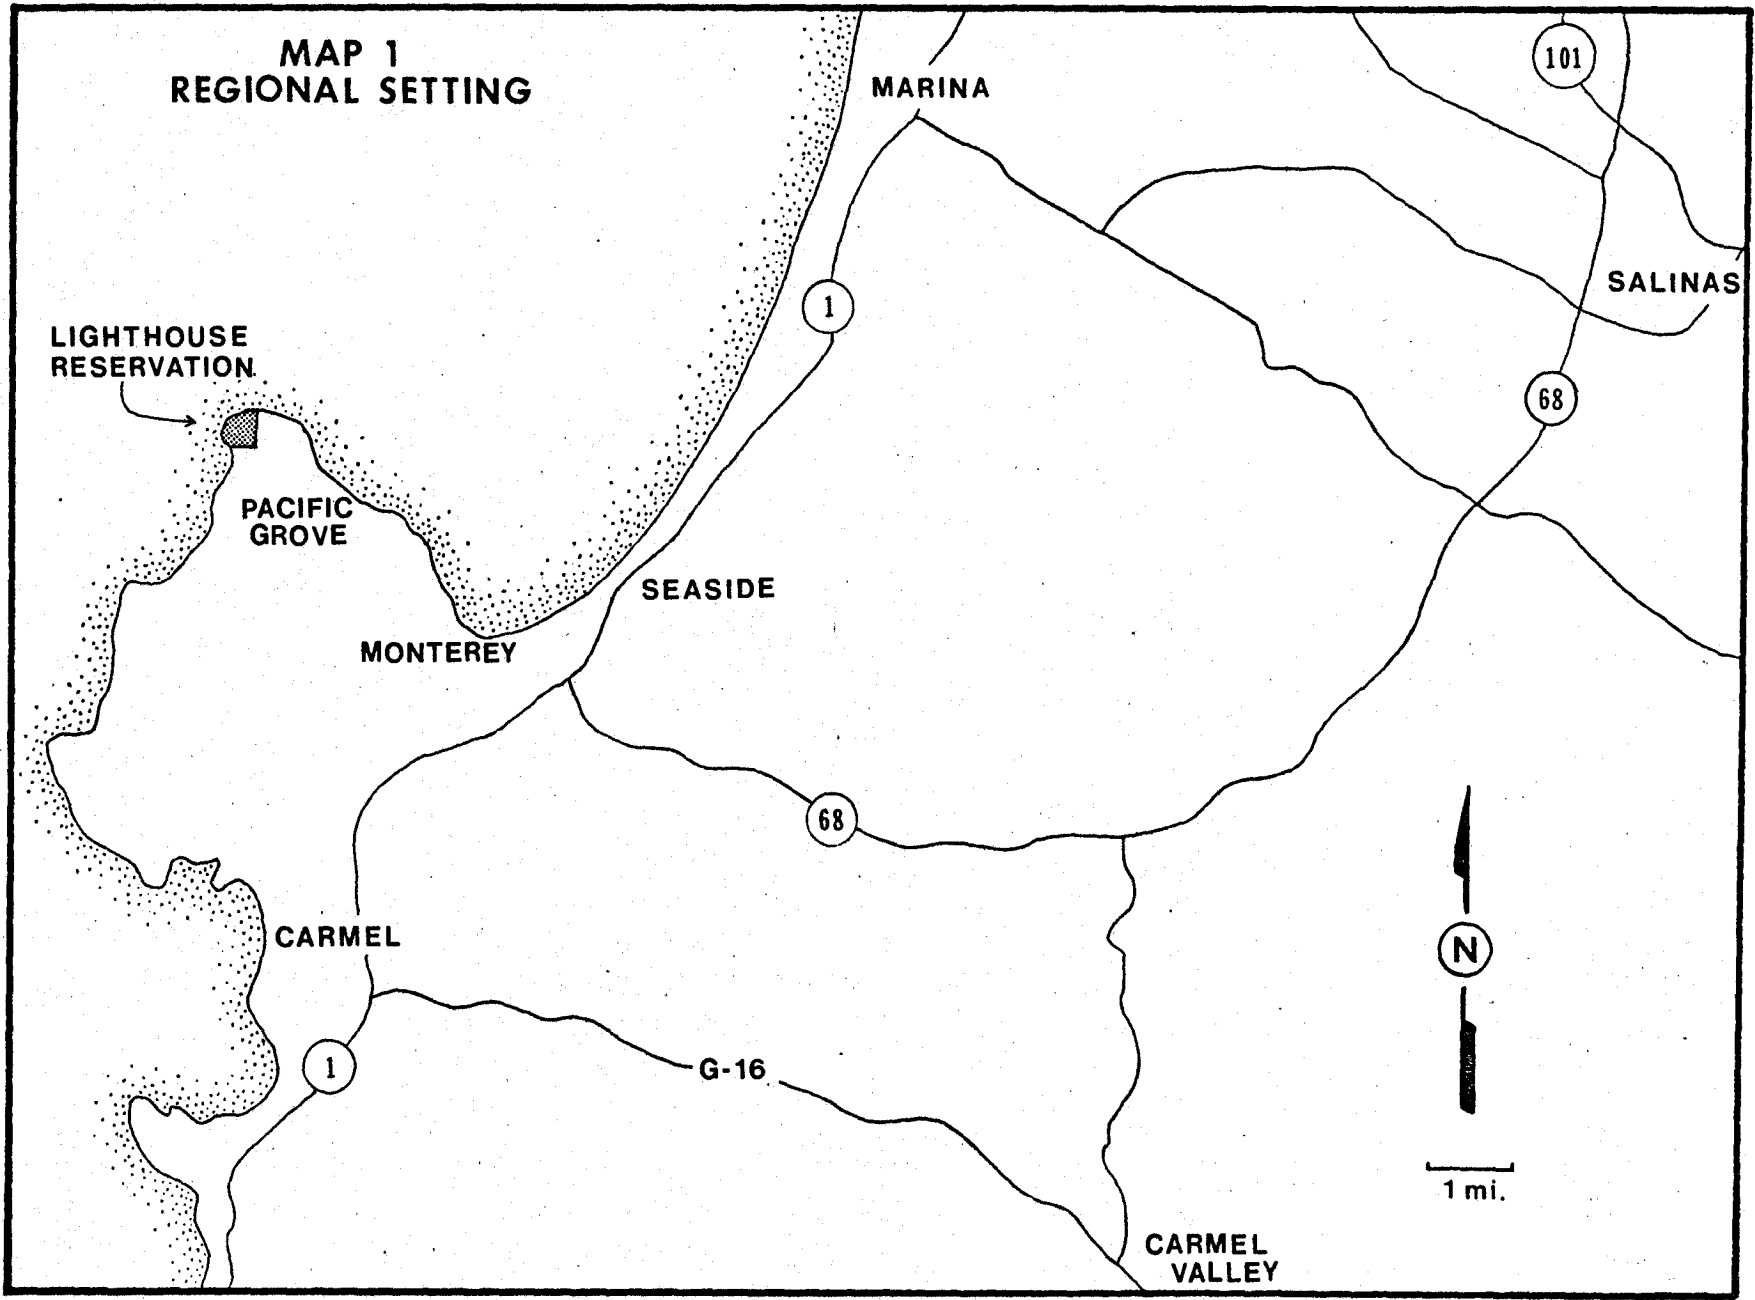 MAP 1
REGIONAL SETTING
MARINA
101
SALINAS
1
LIGHTHOUSE
RESERVATION
68
PACIFIC
GROVE
SEASIDE
MONTEREY
68
CARMEL
N
1
G-16
1 mi.
CARMEL
VALLEY